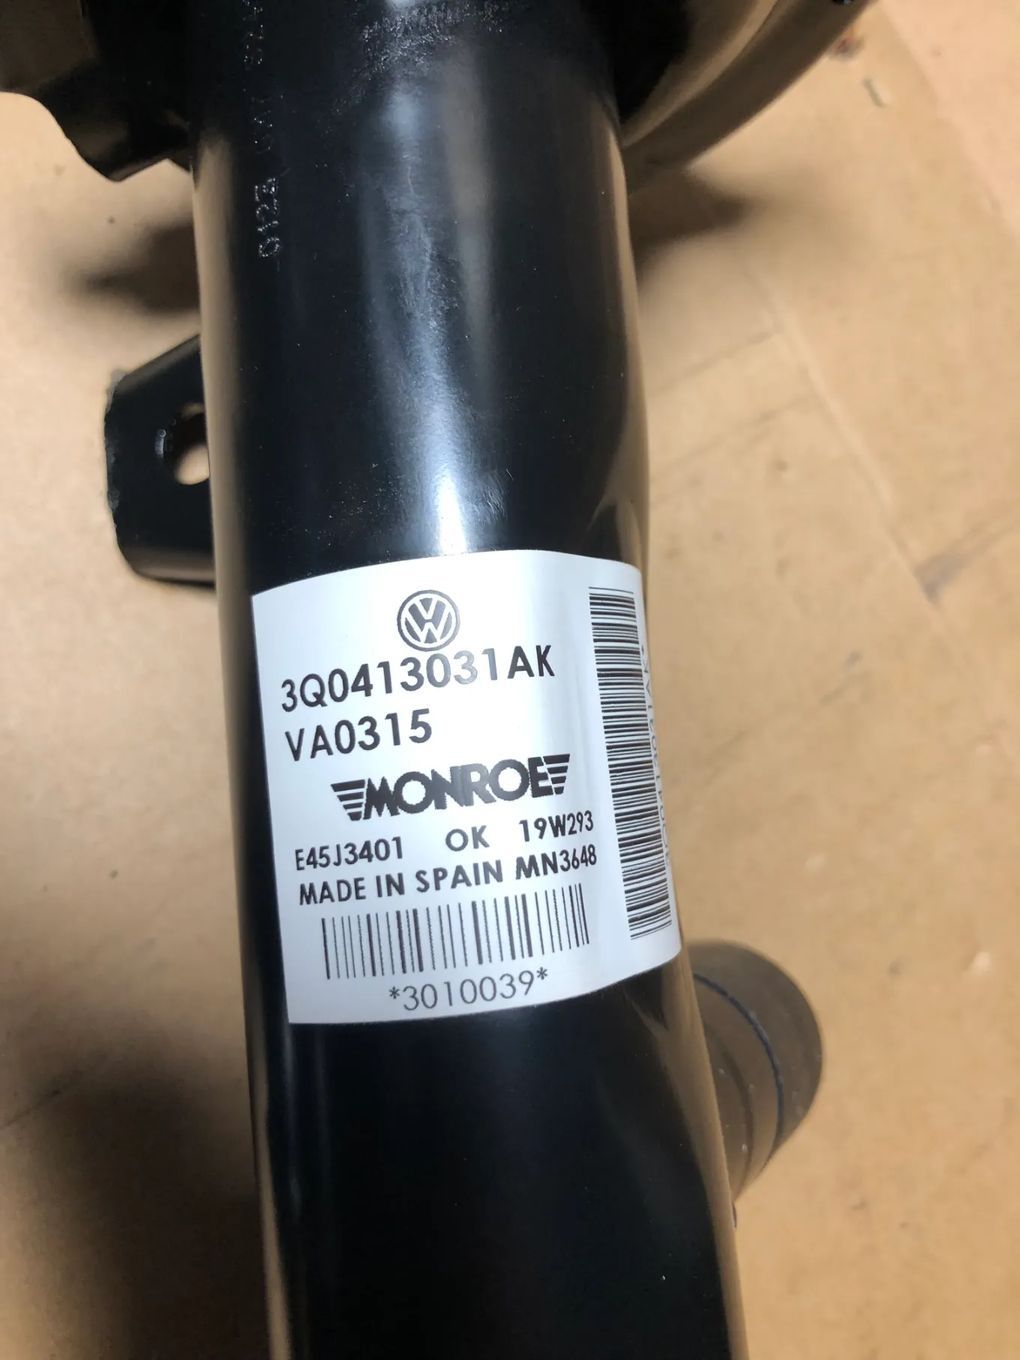 3Q0413031AK
VA0315
MONROE
E45J3401 OK 19W293
MADE IN SPAIN MN3648
*3010039*